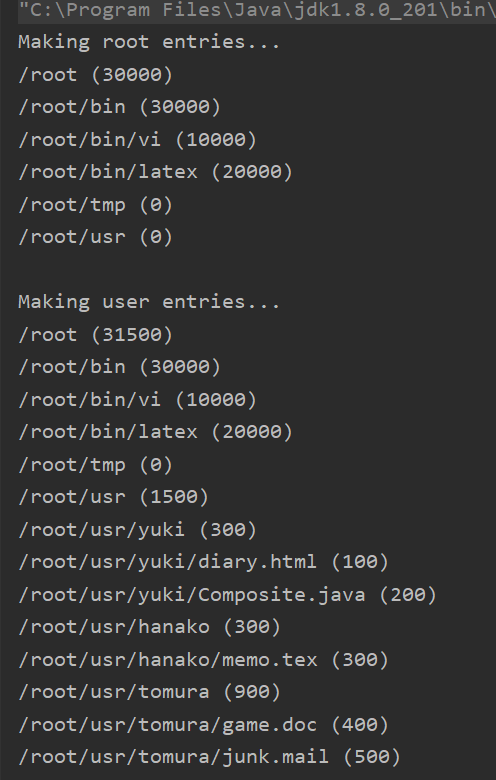 "C:\Program Files\Java\jdk1.8.0_201\bin\
Making root entries...
/root (30000)
/root/bin (30000)
/root/bin/vi (10000)
/root/bin/latex (20000)
/root/tmp (0)
/root/usr (0)
Making user entries...
/root (31500)
/root/bin (30000)
/root/bin/vi (10000)
/root/bin/latex (20000)
/root/tmp (0)
/root/usr (1500)
/root/usr/yuki (300)
/root/usr/yuki/diary.html (100)
/root/usr/yuki/Composite.java (200)
/root/usr/hanako (300)
/root/usr/hanako/memo.tex (300)
/root/usr/tomura (900)
/root/usr/tomura/game.doc (400)
/root/usr/tomura/junk.mail (500)